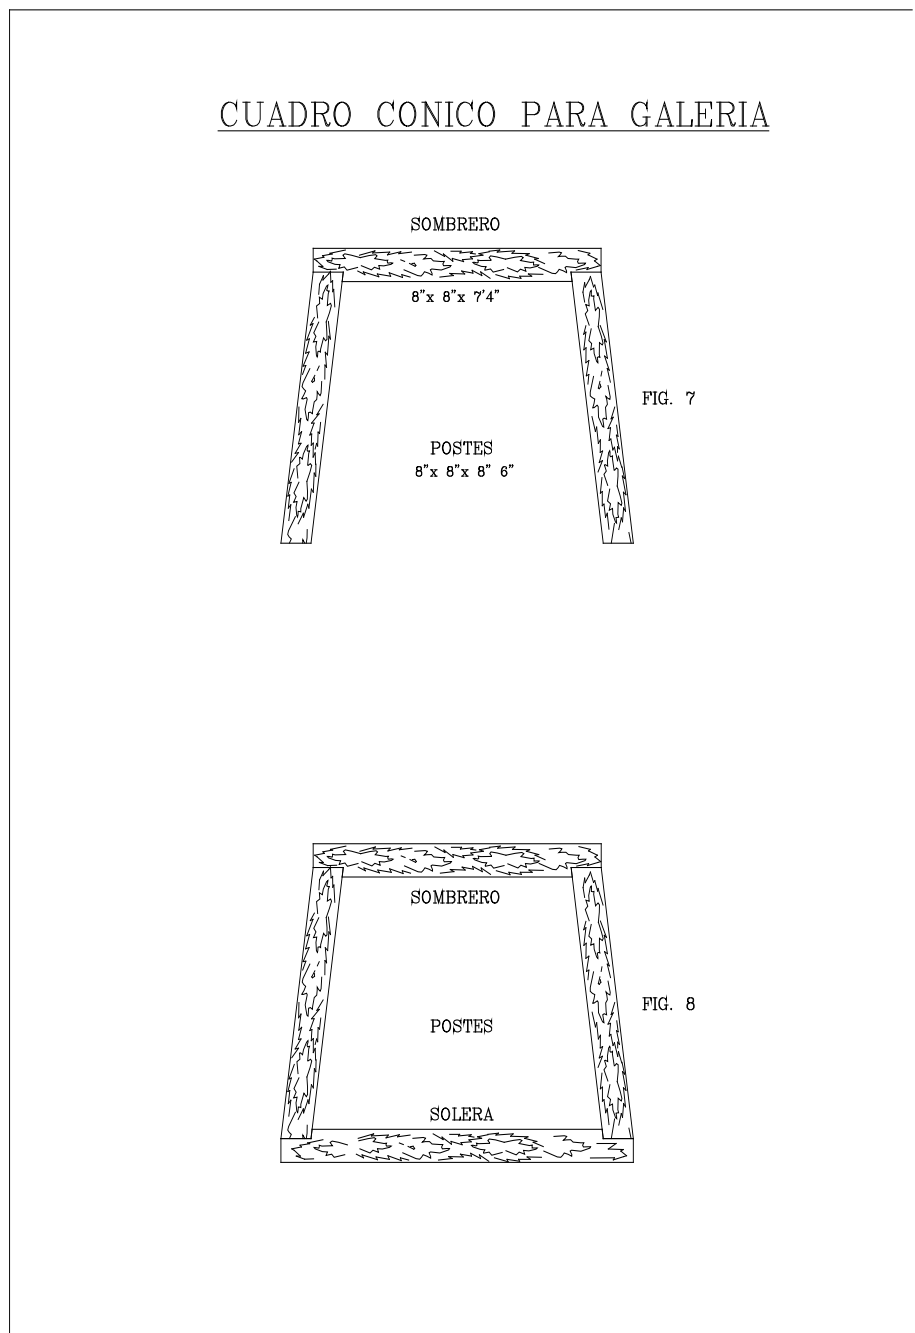 CUADRO CONICO PARA GALERIA
SOMBRERO
8"x 8"x 7'4"
FIG. 7
POSTES
8"x 8"x 8" 6"
SOMBRERO
FIG. 8
POSTES
SOLERA